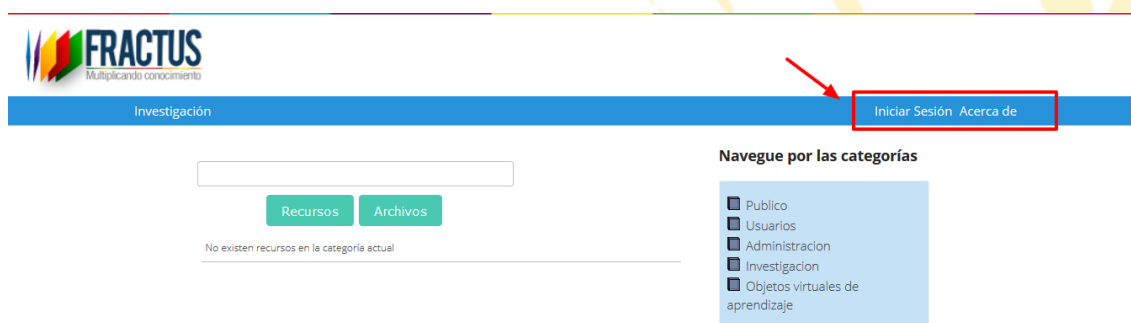 FRACTUS
Multiplicando conocimiento
Investigación
Iniciar Sesión Acerca de
Recursos Archivos
No existen recursos en la categoría actual
Navegue por las categorías
Publico
Usuarios
Administracion
Investigacion
Objetos virtuales de
aprendizaje